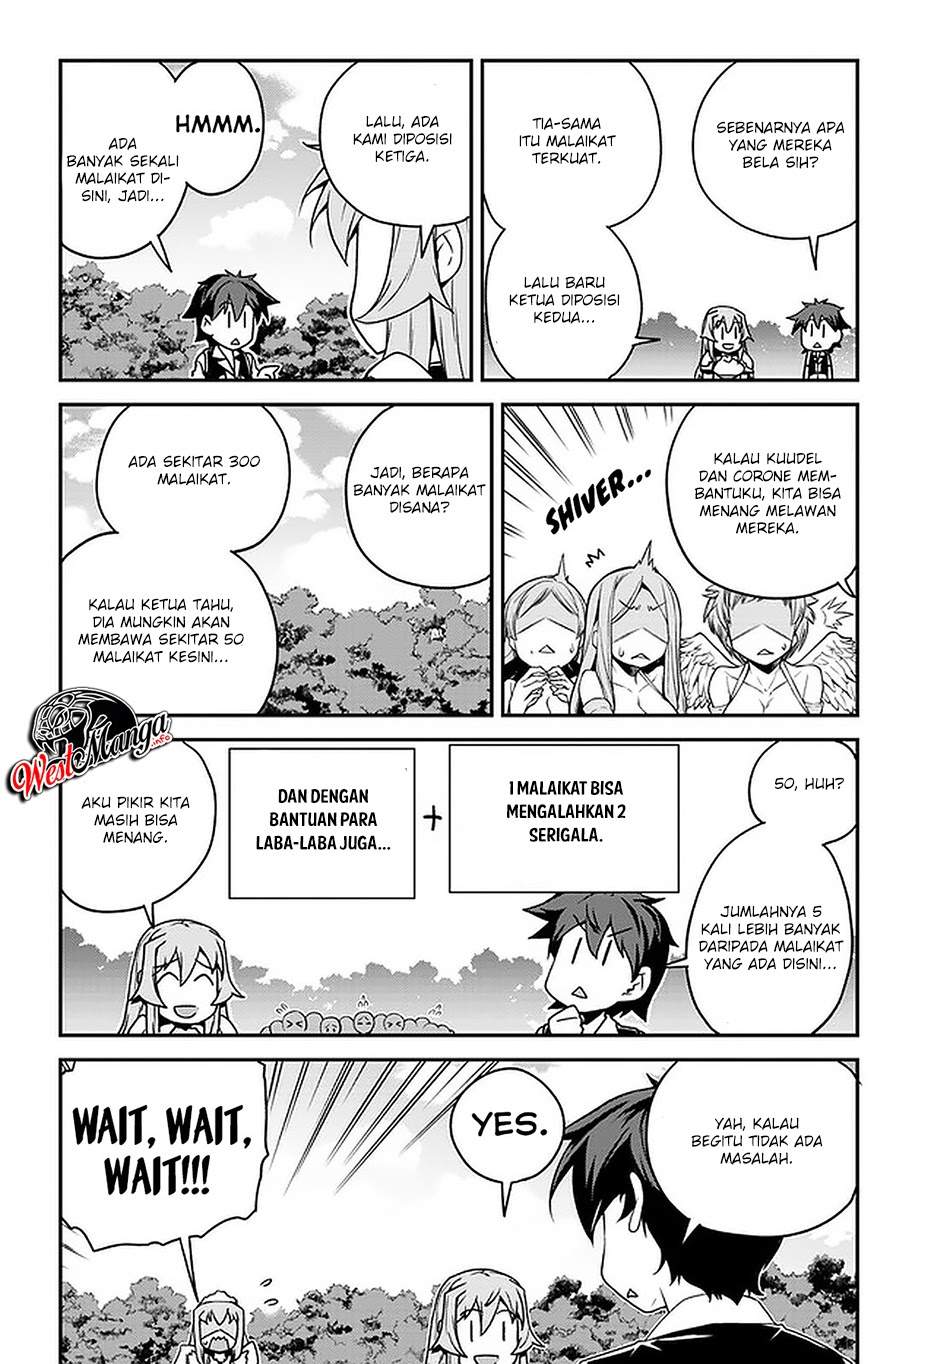 SEBENARNYA APA
YANG MEREKA
BELA SIH?
TIA-SAMA
ITU MALAIKAT
TERKUAT.
LALU BARU
KETUA DIPOSISI
KEDUA...
LALU, ADA
KAMI DIPOSISI
KETIGA.
HMMM.
ADA
BANYAK SEKALI
MALAIKAT DI-
SINI, JADI...
KALAU KUUDEL
DAN CORONE MEM-
BANTUKU, KITA BISA
MENANG MELAWAN
MEREKA.
SHIVER...
JADI, BERAPA
BANYAK MALAIKAT
DISANA?
ADA SEKITAR 300
MALAIKAT.
KALAU KETUA TAHU,
DIA MUNGKIN AKAN
MEMBAWA SEKITAR 50
MALAIKAT KESINI...
50, HUH?
JUMLAHNYA 5
KALI LEBIH BANYAK
DARIPADA MALAIKAT
YANG ADA DISINI...
1 MALAIKAT BISA
MENGALAHKAN 2
SERIGALA.
+
DAN DENGAN
BANTUAN PARA
LABA-LABA JUGA...
AKU PIKIR KITA
MASIH BISA
MENANG.
WestManga
.info
YAH, KALAU
BEGITU TIDAK ADA
MASALAH.
YES.
WAIT, WAIT,
WAIT!!!